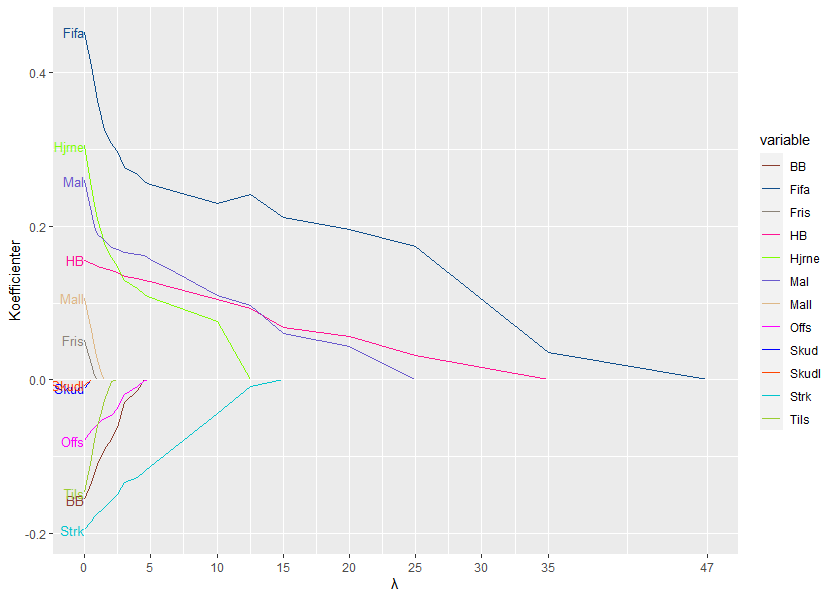 Fifa
0.4
Hjrne
Mal
0.2
HB
Mall
Fris
0.0
Skudl
Skud
Offs
Tils
BB
Strk
-0.2
Koefficienter
0 5 10 15 20 25 30 35 47
λ
variable
BB
Fifa
Fris
HB
Hjrne
Mal
Mall
Offs
Skud
Skudl
Strk
Tils